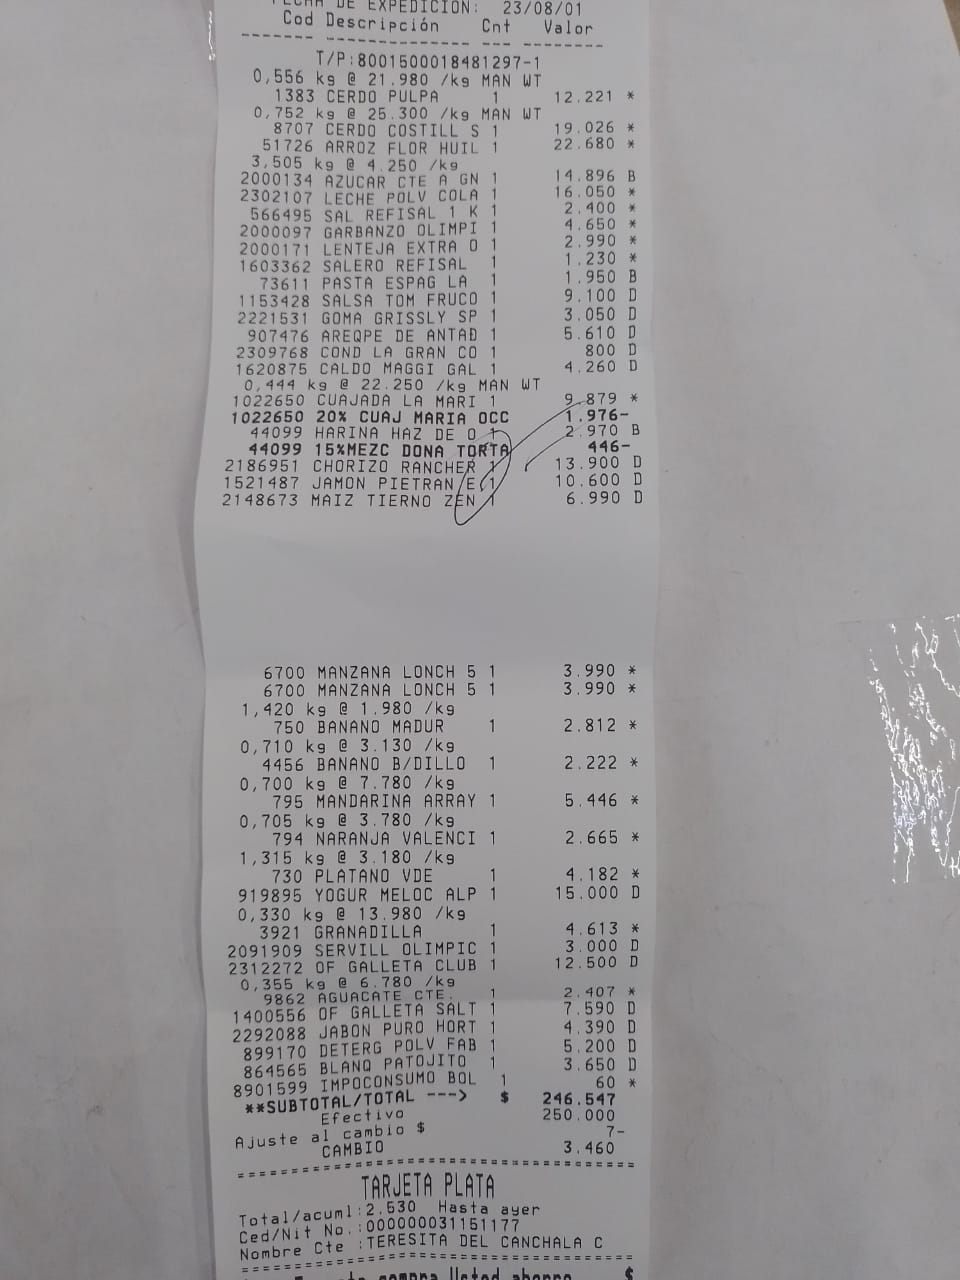 FECHA DE EXPEDICION: 23/08/01
Cod Descripción Cnt Valor
T/P:8001500018481297-1
0,556 kg @ 21.980 /kg MAN WT
1383 CERDO PULPA 1 12.221 *
0,752 kg @ 25.300 /kg MAN WT
8707 CERDO COSTILL S 1 19.026 *
51726 ARROZ FLOR HUIL 1 22.680 *
3,505 kg @ 4.250 /kg
2000134 AZUCAR CTE A GN 1 14.896 B
2302107 LECHE POLV COLA 1 16.050 *
566495 SAL REFISAL 1 K 1 2.400 *
2000097 GARBANZO OLIMPI 1 4.650 *
2000171 LENTEJA EXTRA O 1 2.990 *
1603362 SALERO REFISAL 1 1.230 *
73611 PASTA ESPAG LA 1 1.950 B
1153428 SALSA TOM FRUCO 1 9.100 D
2221531 GOMA GRISSLY SP 1 3.050 D
907476 AREQPE DE ANTAÐ 1 5.610 D
2309768 COND LA GRAN CO 1 800 D
1620875 CALDO MAGGI GAL 1 4.260 D
0,444 kg @ 22.250 /kg MAN WT
1022650 CUAJADA LA MARI 1 9.879 *
1022650 20% CUAJ MARIA OCC 1.976-
44099 HARINA HAZ DE O 1 2.970 B
44099 15%MEZC DONA TORTA 446-
2186951 CHORIZO RANCHER 1 13.900 D
1521487 JAMON PIETRAN E 1 10.600 D
2148673 MAIZ TIERNO ZEN 1 6.990 D
6700 MANZANA LONCH 5 1 3.990 *
6700 MANZANA LONCH 5 1 3.990 *
1,420 kg @ 1.980 /kg
750 BANANO MADUR 1 2.812 *
0,710 kg @ 3.130 /kg
4456 BANANO B/DILLO 1 2.222 *
0,700 kg @ 7.780 /kg
795 MANDARINA ARRAY 1 5.446 *
0,705 kg @ 3.780 /kg
794 NARANJA VALENCI 1 2.665 *
1,315 kg @ 3.180 /kg
730 PLATANO VDE 1 4.182 *
919895 YOGUR MELOC ALP 1 15.000 D
0,330 kg @ 13.980 /kg
3921 GRANADILLA 1 4.613 *
2091909 SERVILL OLIMPIC 1 3.000 D
2312272 OF GALLETA CLUB 1 12.500 D
0,355 kg @ 6.780 /kg
9862 AGUACATE CTE. 1 2.407 *
1400556 OF GALLETA SALT 1 7.590 D
2292088 JABON PURO HORT 1 4.390 D
899170 DETERG POLV FAB 1 5.200 D
864565 BLANQ PATOJITO 1 3.650 D
8901599 IMPOCONSUMO BOL 1 60 *
**SUBTOTAL/TOTAL ---> $ 246.547
Efectivo 250.000
Ajuste al cambio $ 7-
CAMBIO 3.460
TARJETA PLATA
Total/acuml:2.530 Hasta ayer
Ced/Nit No.:000000031151177
Nombre Cte :TERESITA DEL CANCHALA C
compra Usted ahorro $